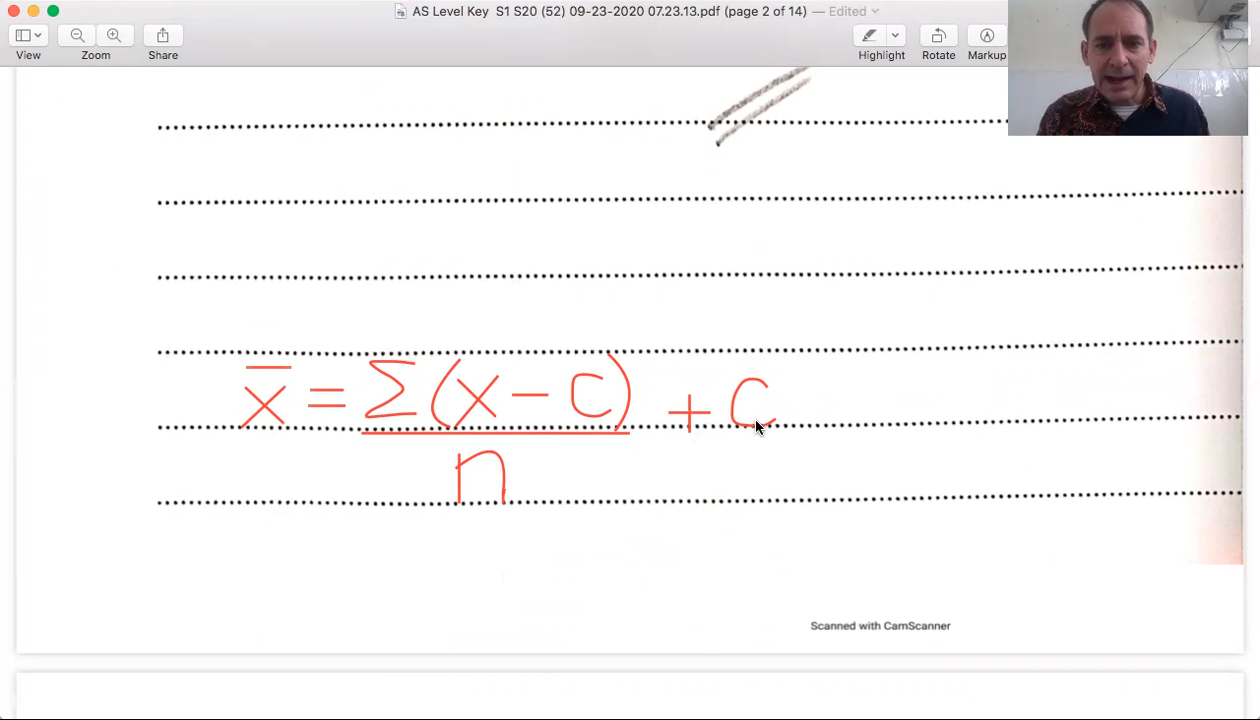 AS Level Key S1 S20 (52) 09-23-2020 07.23.13.pdf (page 2 of 14) — Edited
View Zoom Share Highlight Rotate Markup
x̄ = Σ(x − c) + c
n
Scanned with CamScanner